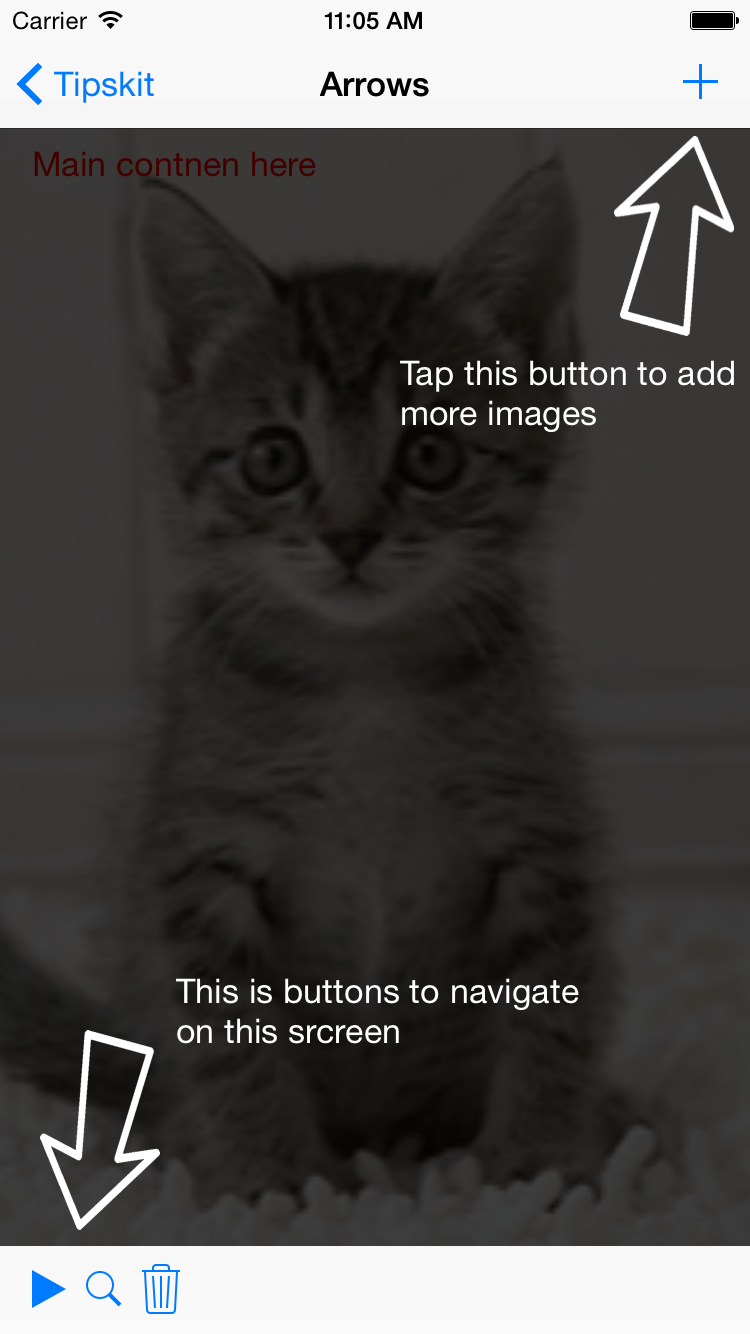 Carrier 11:05 AM
Tipskit Arrows
Main contnen here
Tap this button to add
more images
This is buttons to navigate
on this srcreen